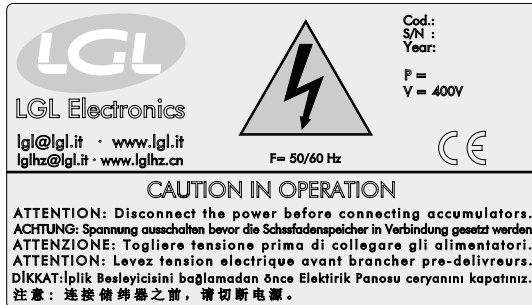 LGL
LGL Electronics
lgl@lgl.it · www.lgl.it
lglhz@lgl.it · www.lglhz.cn
F= 50/60 Hz
Cod.:
S/N :
Year:
P =
V = 400V
CE
CAUTION IN OPERATION
ATTENTION: Disconnect the power before connecting accumulators.
ACHTUNG: Spannung ausschalten bevor die Schssfadenspeicher in Verbindung gesetzt werden
ATTENZIONE: Togliere tensione prima di collegare gli alimentatori.
ATTENTION: Levez tension electrique avant brancher pre-delivreurs.
DİKKAT:İplik Besleyicisini bağlamadan önce Elektirik Panosu ceryanını kapatınız.
注意: 连接储纬器之前, 请切断电源。